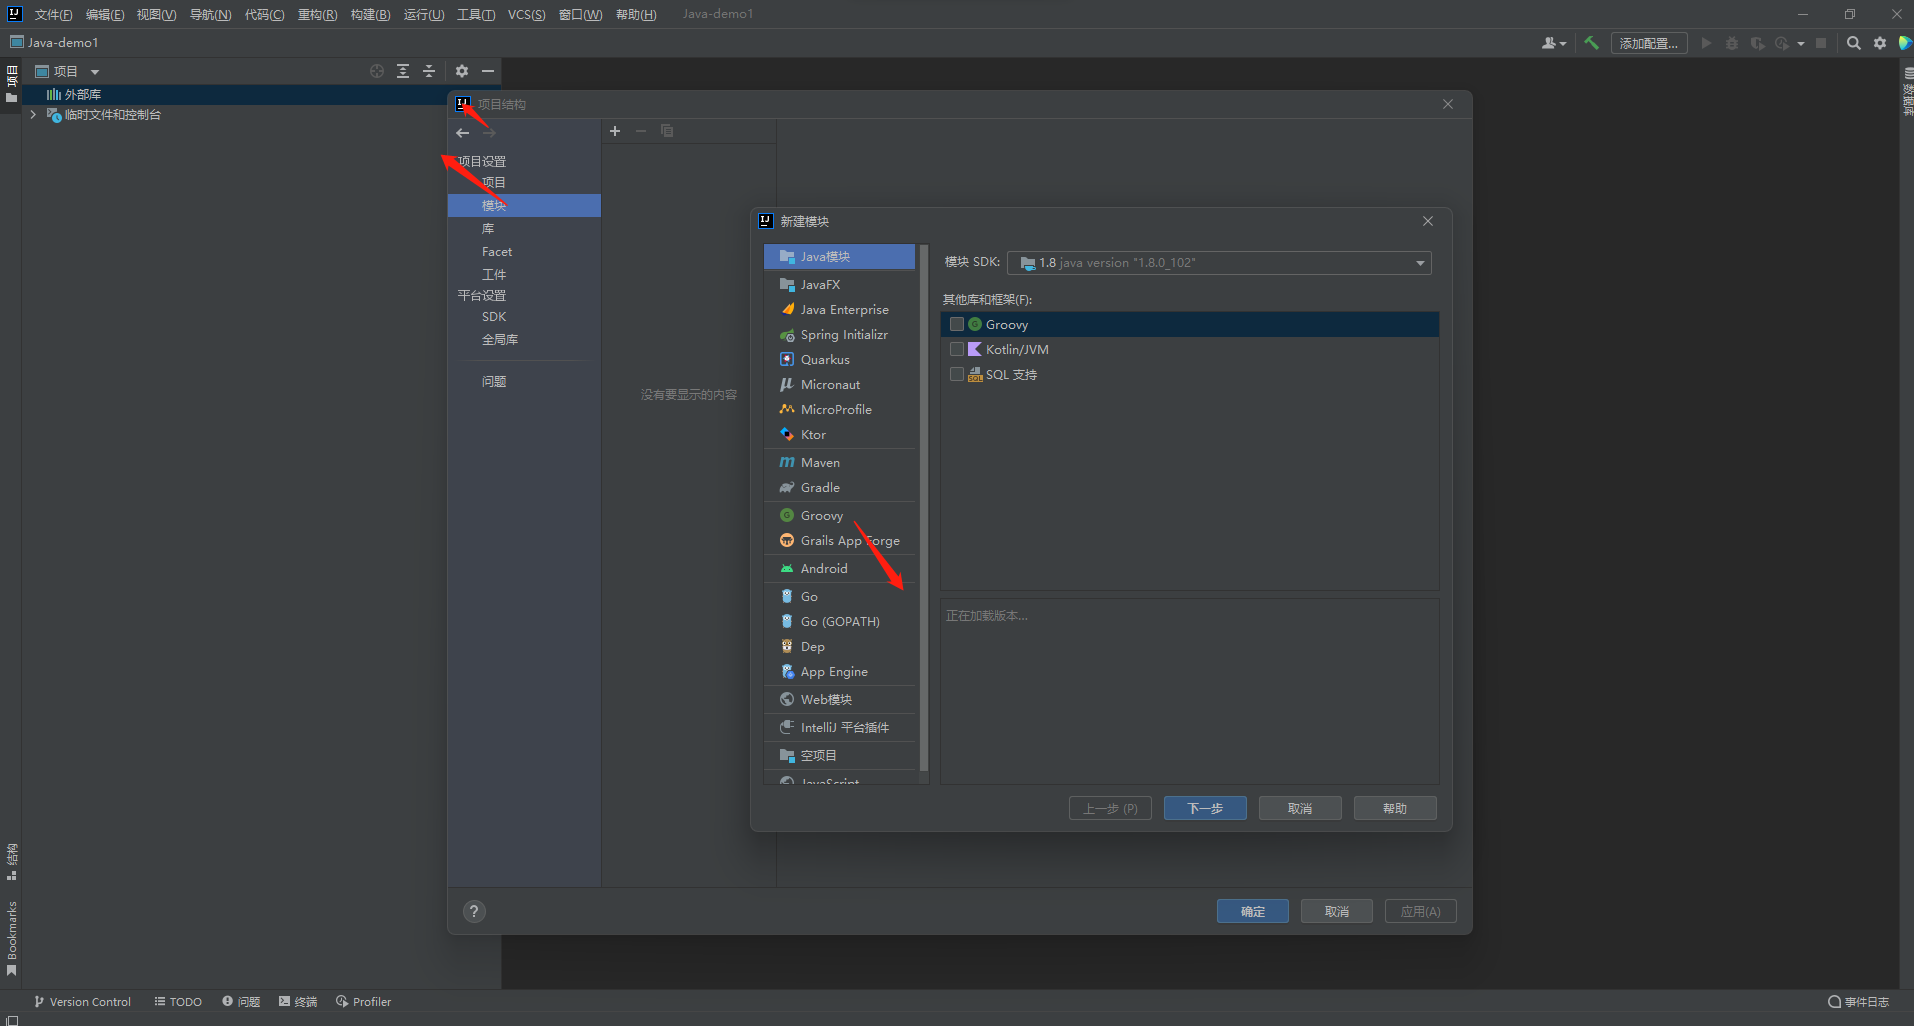 文件(F) 编辑(E) 视图(V) 导航(N) 代码(C) 重构(R) 构建(B) 运行(U) 工具(T) VCS(S) 窗口(W) 帮助(H) Java-demo1
Java-demo1
添加配置...
项目
项目
数据库
外部库
临时文件和控制台
项目结构
项目设置
项目
模块
库
Facet
工件
平台设置
SDK
全局库
问题
没有要显示的内容
新建模块
Java模块
JavaFX
Java Enterprise
Spring Initializr
Quarkus
Micronaut
MicroProfile
Ktor
Maven
Gradle
Groovy
Grails App Forge
Android
Go
Go (GOPATH)
Dep
App Engine
Web模块
IntelliJ 平台插件
空项目
JavaScript
模块 SDK: 1.8 java version "1.8.0_102"
其他库和框架(F):
Groovy
Kotlin/JVM
SQL 支持
正在加载版本...
上一步 (P) 下一步 取消 帮助
? 确定 取消 应用(A)
结构
Bookmarks
Version Control TODO 问题 终端 Profiler 事件日志